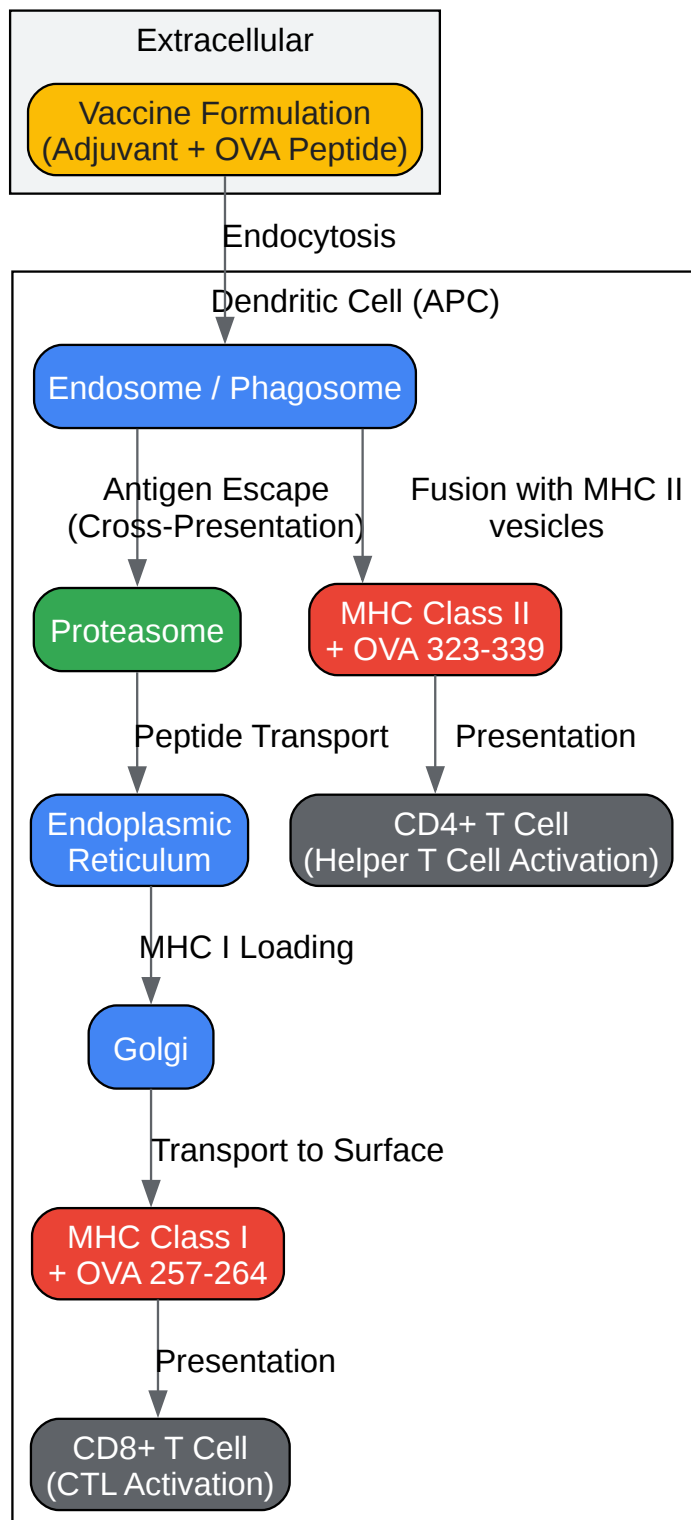 Extracellular
Vaccine Formulation
(Adjuvant + OVA Peptide)
Endocytosis
Dendritic Cell (APC)
Endosome / Phagosome
Antigen Escape
(Cross-Presentation)
Fusion with MHC II
vesicles
Proteasome
MHC Class II
+ OVA 323-339
Peptide Transport
Presentation
Endoplasmic
Reticulum
CD4+ T Cell
(Helper T Cell Activation)
MHC I Loading
Golgi
Transport to Surface
MHC Class I
+ OVA 257-264
Presentation
CD8+ T Cell
(CTL Activation)